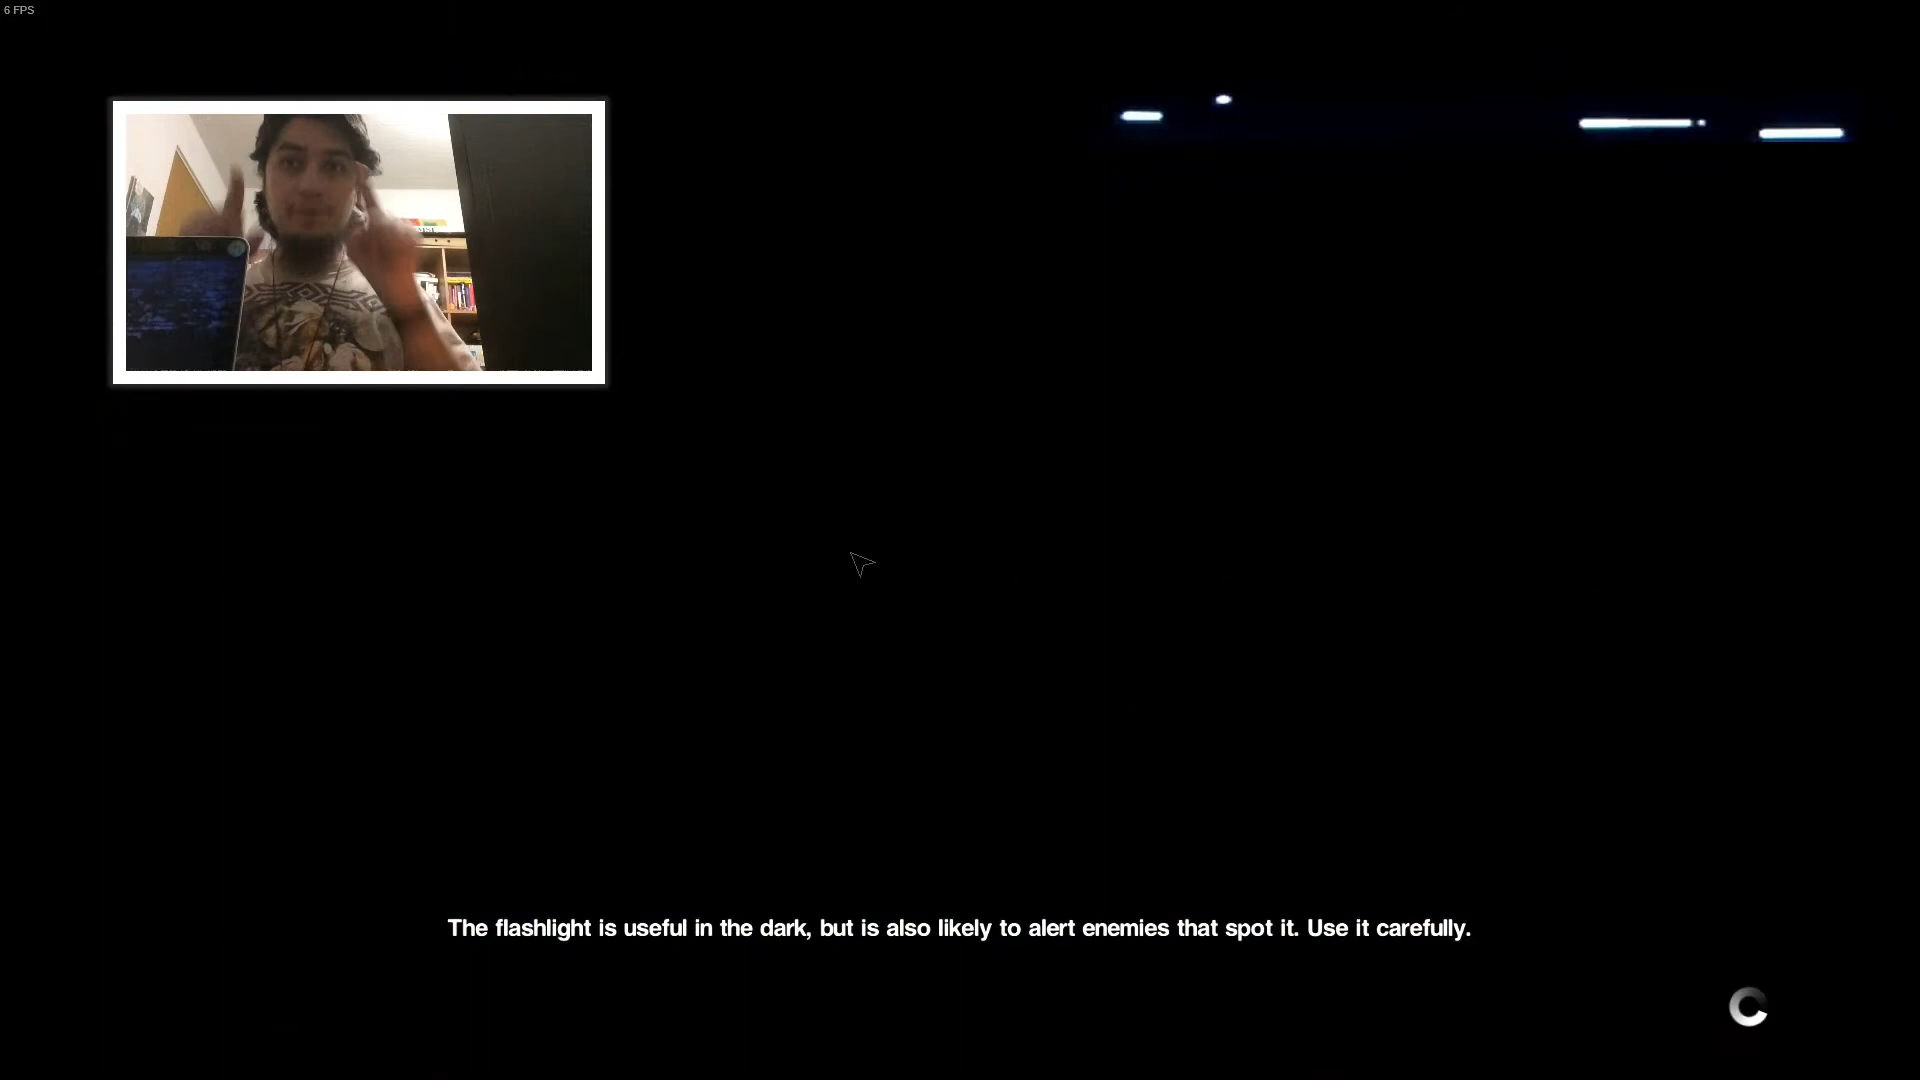 6 FPS
The flashlight is useful in the dark, but is also likely to alert enemies that spot it. Use it carefully.